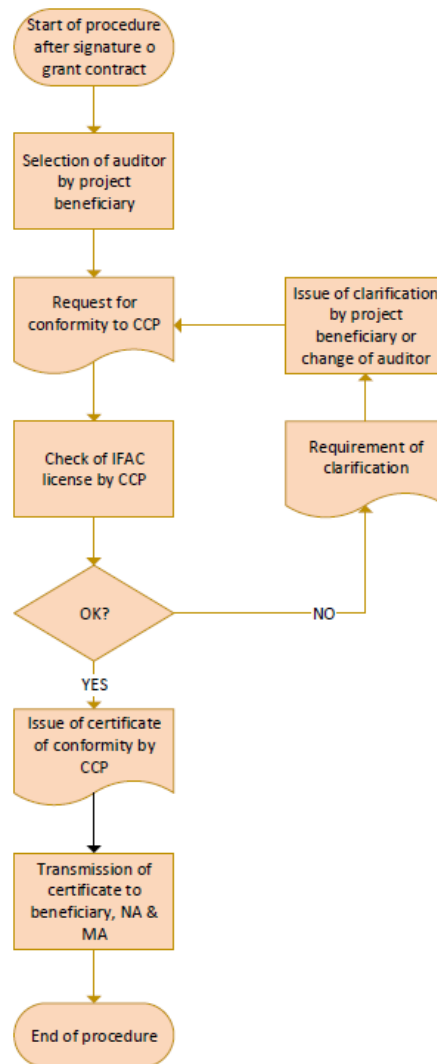 Start of procedure
after signature o
grant contract
Selection of auditor
by project
beneficiary
Request for
conformity to CCP
Issue of clarification
by project
beneficiary or
change of auditor
Check of IFAC
license by CCP
Requirement of
clarification
OK?
NO
YES
Issue of certificate
of conformity by
CCP
Transmission of
certificate to
beneficiary, NA &
MA
End of procedure